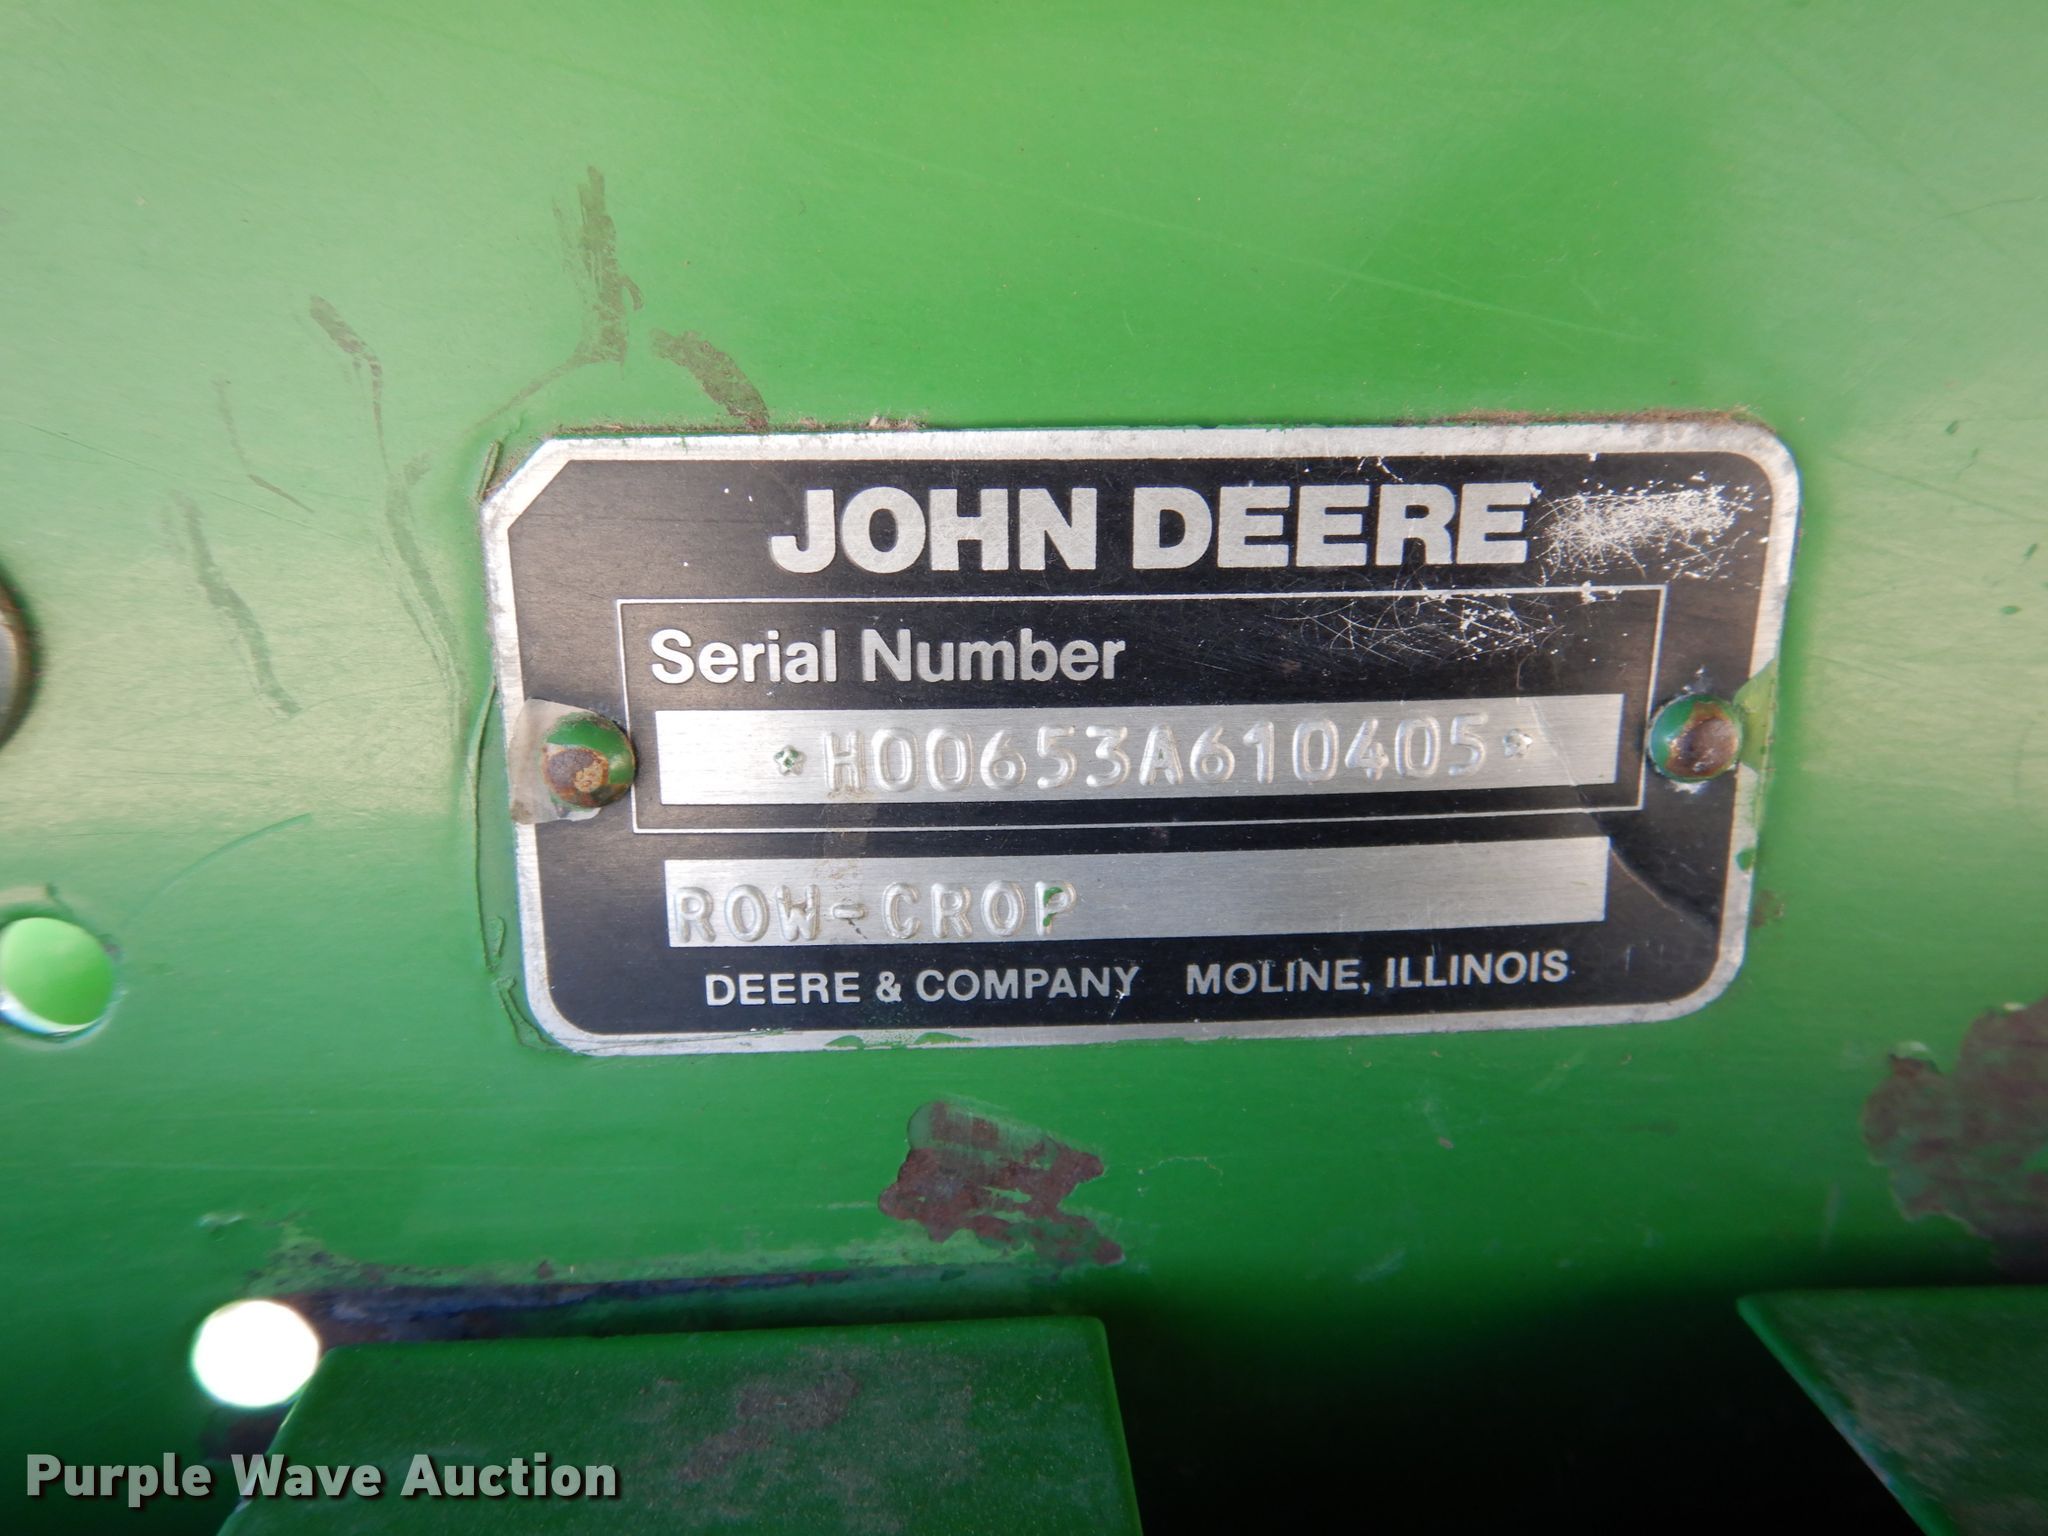 JOHN DEERE
Serial Number
*H00653A610405*
ROW-CROP
DEERE & COMPANY MOLINE, ILLINOIS
Purple Wave Auction